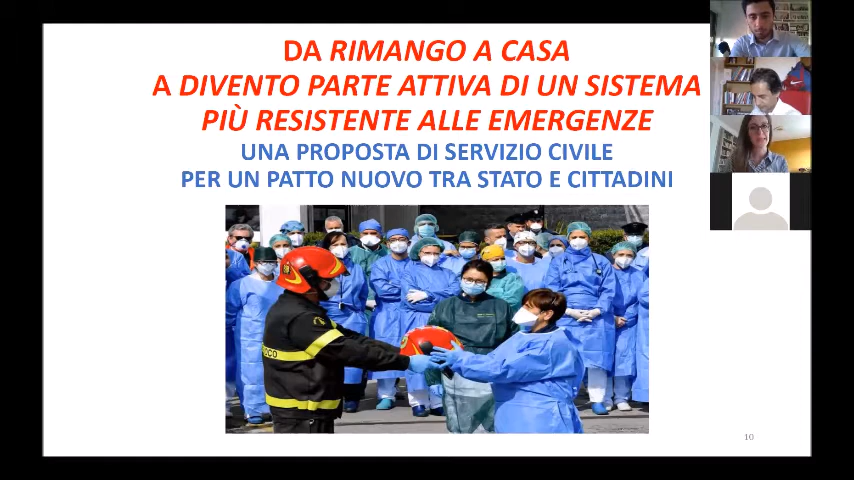 DA RIMANGO A CASA
A DIVENTO PARTE ATTIVA DI UN SISTEMA
PIÙ RESISTENTE ALLE EMERGENZE
UNA PROPOSTA DI SERVIZIO CIVILE
PER UN PATTO NUOVO TRA STATO E CITTADINI
OCO
10